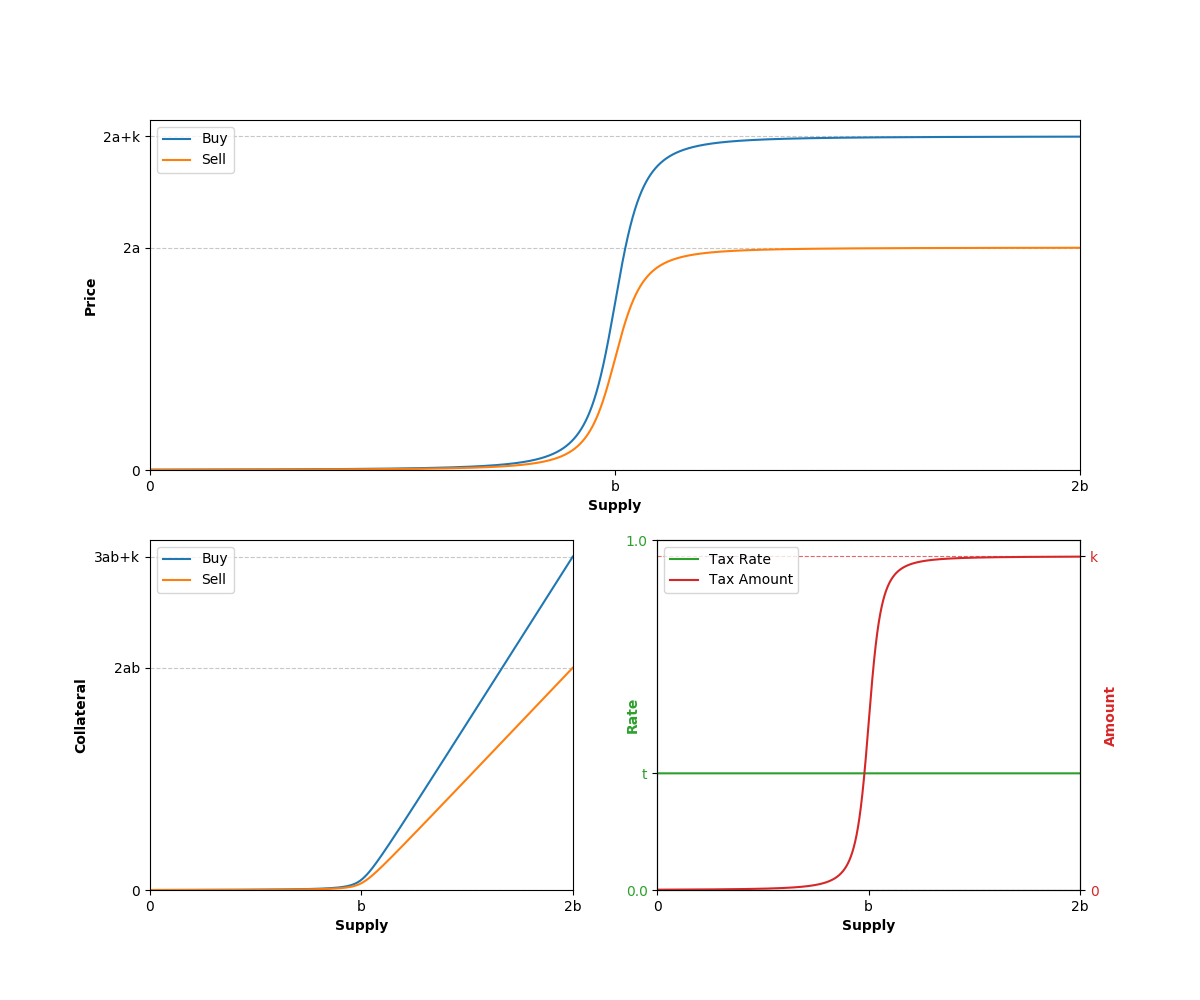 2a+k
Buy
Sell
2a
Price
0
0
b
2b
Supply
3ab+k
Buy
Sell
2ab
Collateral
0
0
b
2b
Supply
1.0
Tax Rate
Tax Amount
k
Rate
Amount
t
0.0
0
0
b
2b
Supply